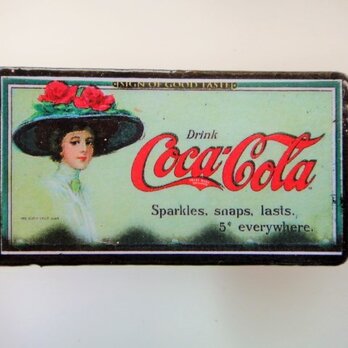 SIGN OF GOOD TASTE
Drink
Coca-Cola
Sparkles, snaps, lasts.
5¢ everywhere.